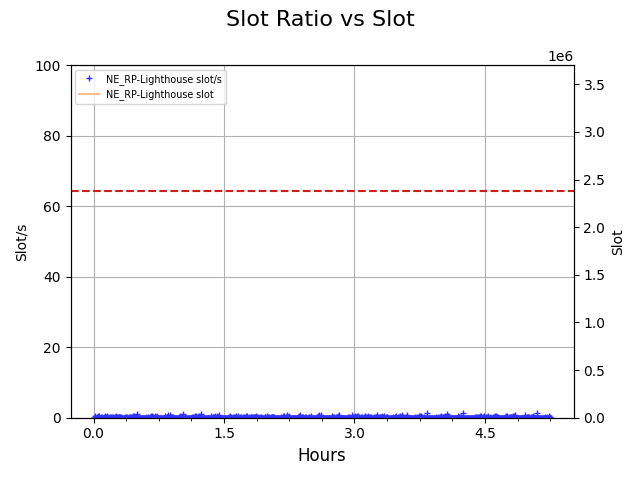 Slot Ratio vs Slot
1e6
NE_RP-Lighthouse slot/s
NE_RP-Lighthouse slot
100
80
60
40
20
0
Slot/s
3.5
3.0
2.5
2.0
1.5
1.0
0.5
0.0
Slot
0.0 1.5 3.0 4.5
Hours